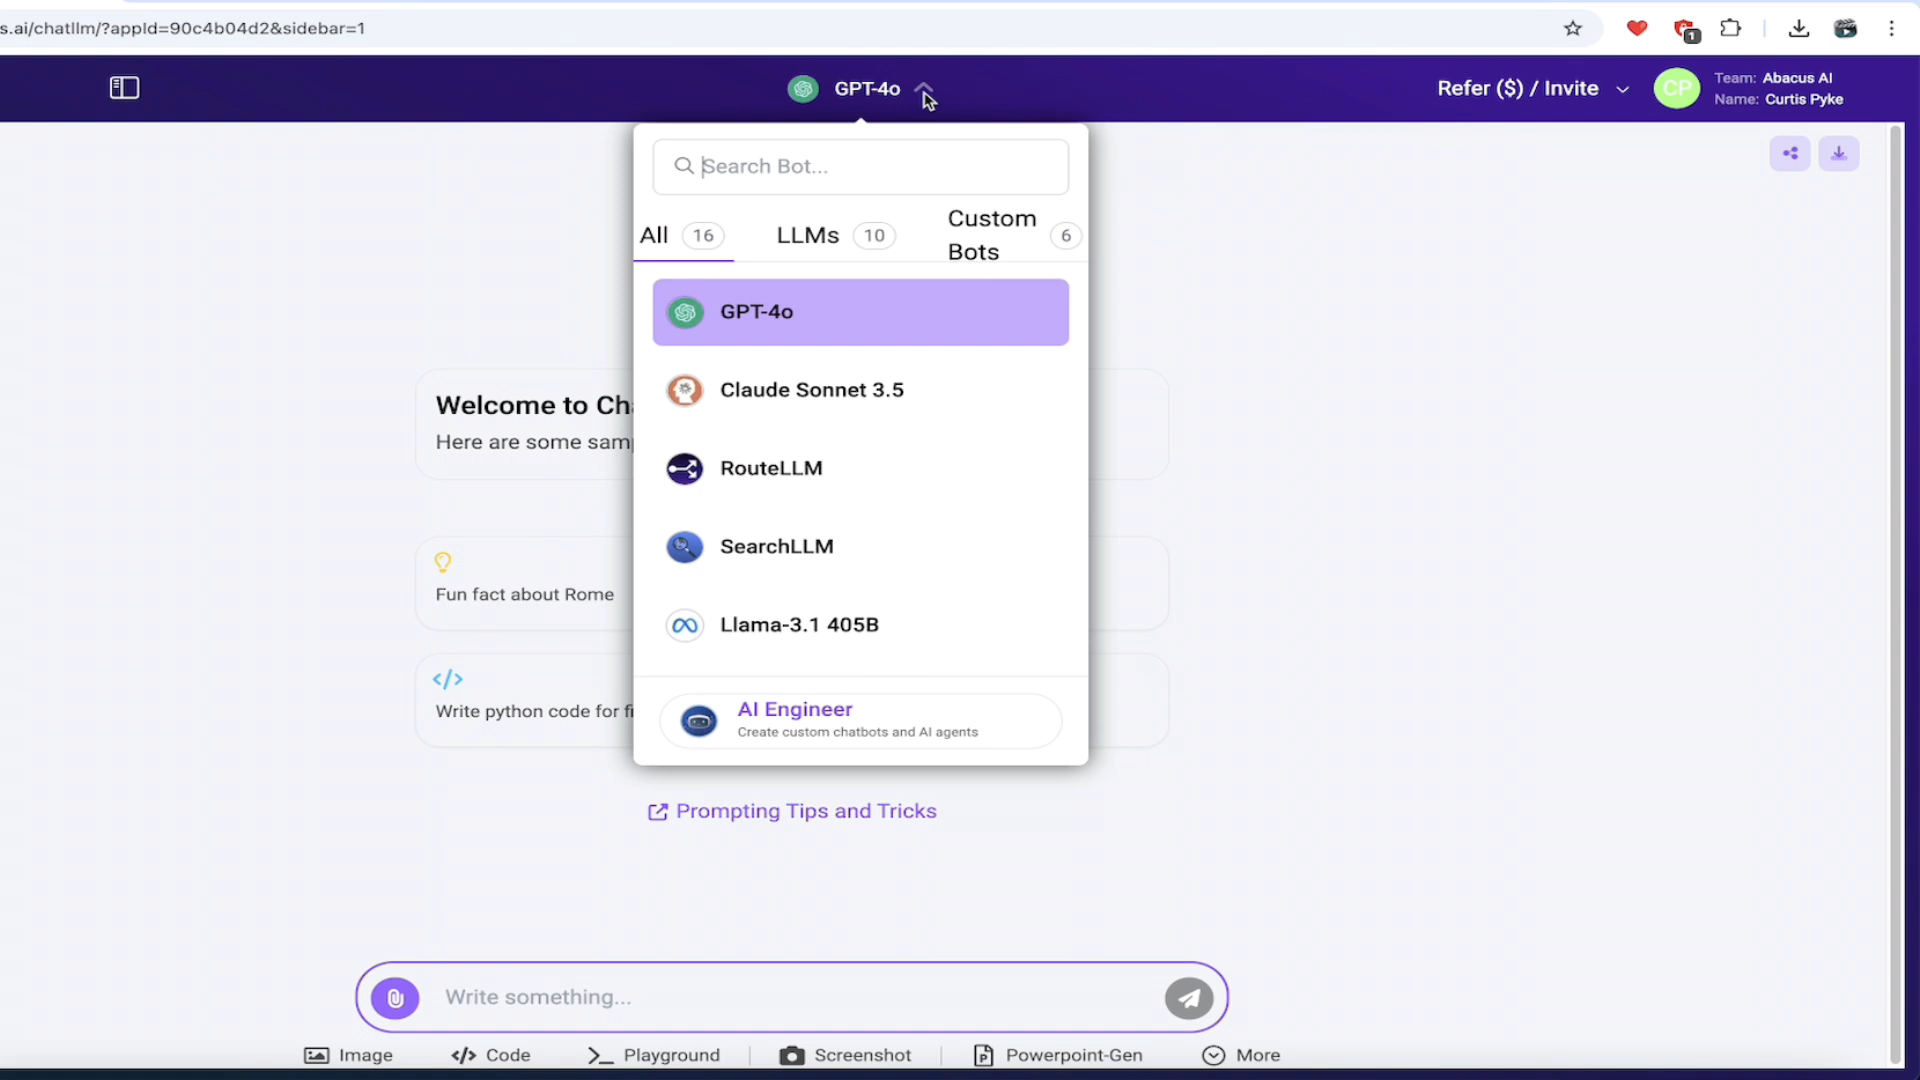 s.ai/chatllm/?appId=90c4b04d2&sidebar=1
1
GPT-4o
Refer ($) / Invite
CP
Team: Abacus AI
Name: Curtis Pyke
Search Bot...
All 16
LLMs 10
Custom Bots 6
GPT-4o
Claude Sonnet 3.5
RouteLLM
SearchLLM
Llama-3.1 405B
AI Engineer
Create custom chatbots and AI agents
Welcome to Ch
Here are some sam
Fun fact about Rome
</>
Write python code for fi
Prompting Tips and Tricks
Write something...
Image
</> Code
>_ Playground
Screenshot
P Powerpoint-Gen
More